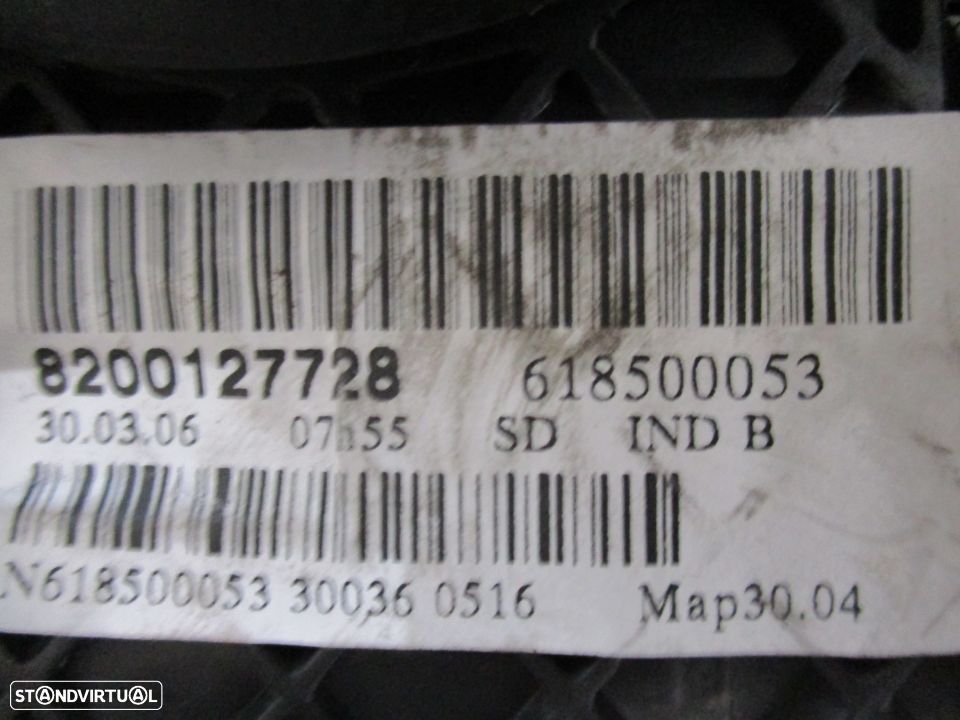 8200127728 618500053
30.03.06 07h55 SD IND B
N618500053 30036 0516 Map30.04
STANDVIRTUAL